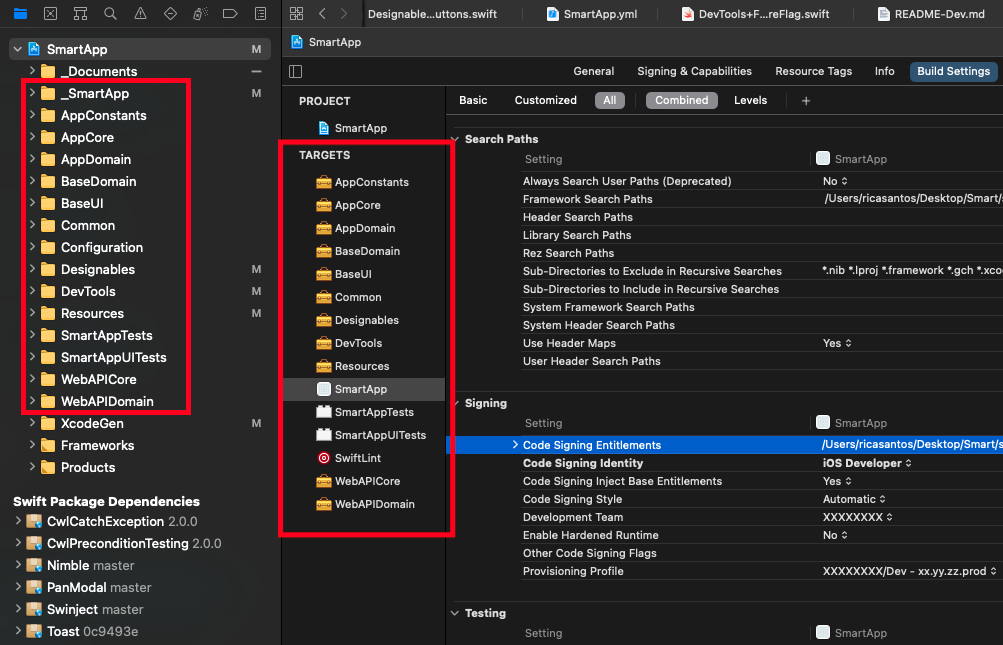 Designable...uttons.swift
SmartApp.yml
DevTools+F...reFlag.swift
README-Dev.md
SmartApp
M
_Documents
_SmartApp
M
AppConstants
AppCore
AppDomain
BaseDomain
BaseUI
Common
Configuration
Designables
M
DevTools
M
Resources
M
SmartAppTests
SmartAppUITests
WebAPICore
WebAPIDomain
XcodeGen
M
Frameworks
Products
Swift Package Dependencies
CwlCatchException 2.0.0
CwlPreconditionTesting 2.0.0
Nimble master
PanModal master
Swinject master
Toast 0c9493e
SmartApp
General
Signing & Capabilities
Resource Tags
Info
Build Settings
PROJECT
SmartApp
TARGETS
AppConstants
AppCore
AppDomain
BaseDomain
BaseUI
Common
Designables
DevTools
Resources
SmartApp
SmartAppTests
SmartAppUITests
SwiftLint
WebAPICore
WebAPIDomain
Basic
Customized
All
Combined
Levels
+
Search Paths
Setting
SmartApp
Always Search User Paths (Deprecated)
No
Framework Search Paths
/Users/ricasantos/Desktop/Smart/s
Header Search Paths
Library Search Paths
Rez Search Paths
Sub-Directories to Exclude in Recursive Searches
*.nib *.lproj *.framework *.gch *.xcod
Sub-Directories to Include in Recursive Searches
System Framework Search Paths
System Header Search Paths
Use Header Maps
Yes
User Header Search Paths
Signing
Setting
SmartApp
Code Signing Entitlements
/Users/ricasantos/Desktop/Smart/s
Code Signing Identity
iOS Developer
Code Signing Inject Base Entitlements
Yes
Code Signing Style
Automatic
Development Team
XXXXXXXX
Enable Hardened Runtime
No
Other Code Signing Flags
Provisioning Profile
XXXXXXXX/Dev - xx.yy.zz.prod
Testing
Setting
SmartApp